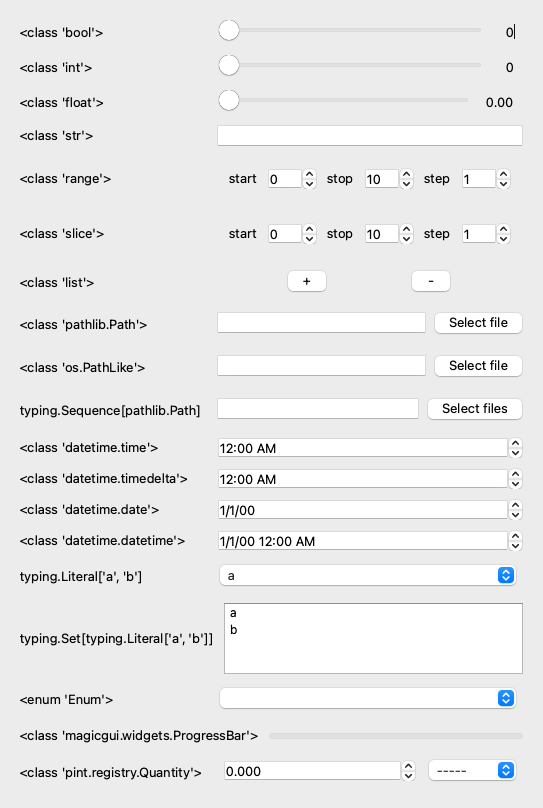 <class 'bool'> 0
<class 'int'> 0
<class 'float'> 0.00
<class 'str'>
<class 'range'> start 0 stop 10 step 1
<class 'slice'> start 0 stop 10 step 1
<class 'list'> + -
<class 'pathlib.Path'> Select file
<class 'os.PathLike'> Select file
typing.Sequence[pathlib.Path] Select files
<class 'datetime.time'> 12:00 AM
<class 'datetime.timedelta'> 12:00 AM
<class 'datetime.date'> 1/1/00
<class 'datetime.datetime'> 1/1/00 12:00 AM
typing.Literal['a', 'b'] a
a
b
typing.Set[typing.Literal['a', 'b']]
<enum 'Enum'>
<class 'magicgui.widgets.ProgressBar'>
<class 'pint.registry.Quantity'> 0.000 -----